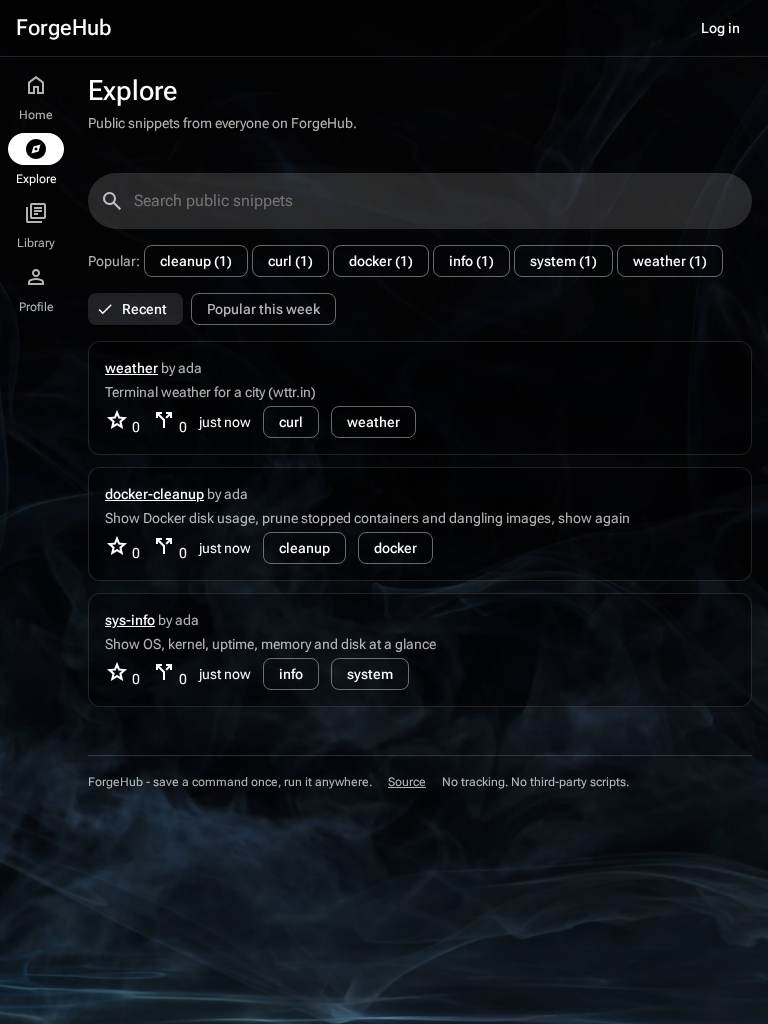 ForgeHub
Log in
Home
Explore
Library
Profile
Explore
Public snippets from everyone on ForgeHub.
Search public snippets
Popular: cleanup (1) curl (1) docker (1) info (1) system (1) weather (1)
Recent Popular this week
weather by ada
Terminal weather for a city (wttr.in)
0 0 just now curl weather
docker-cleanup by ada
Show Docker disk usage, prune stopped containers and dangling images, show again
0 0 just now cleanup docker
sys-info by ada
Show OS, kernel, uptime, memory and disk at a glance
0 0 just now info system
ForgeHub - save a command once, run it anywhere. Source No tracking. No third-party scripts.